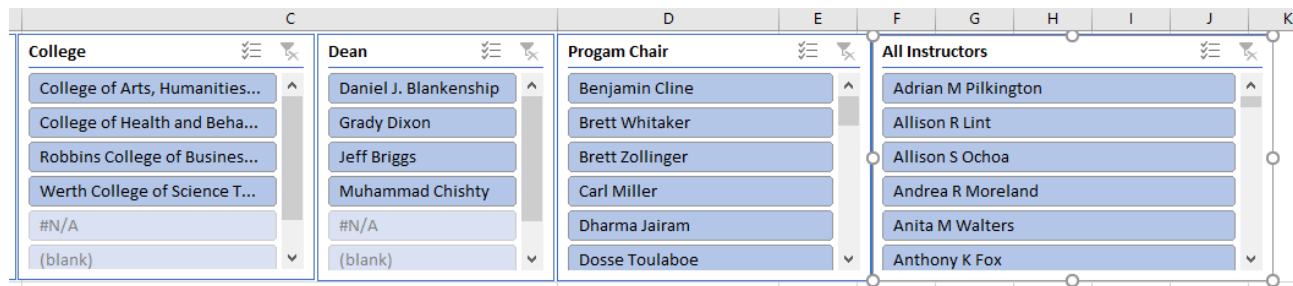 C D E F G H I J K
College Dean Progam Chair All Instructors
College of Arts, Humanities... Daniel J. Blankenship Benjamin Cline Adrian M Pilkington
College of Health and Beha... Grady Dixon Brett Whitaker Allison R Lint
Robbins College of Busines... Jeff Briggs Brett Zollinger Allison S Ochoa
Werth College of Science T... Muhammad Chishty Carl Miller Andrea R Moreland
#N/A #N/A Dharma Jairam Anita M Walters
(blank) (blank) Dosse Toulaboe Anthony K Fox